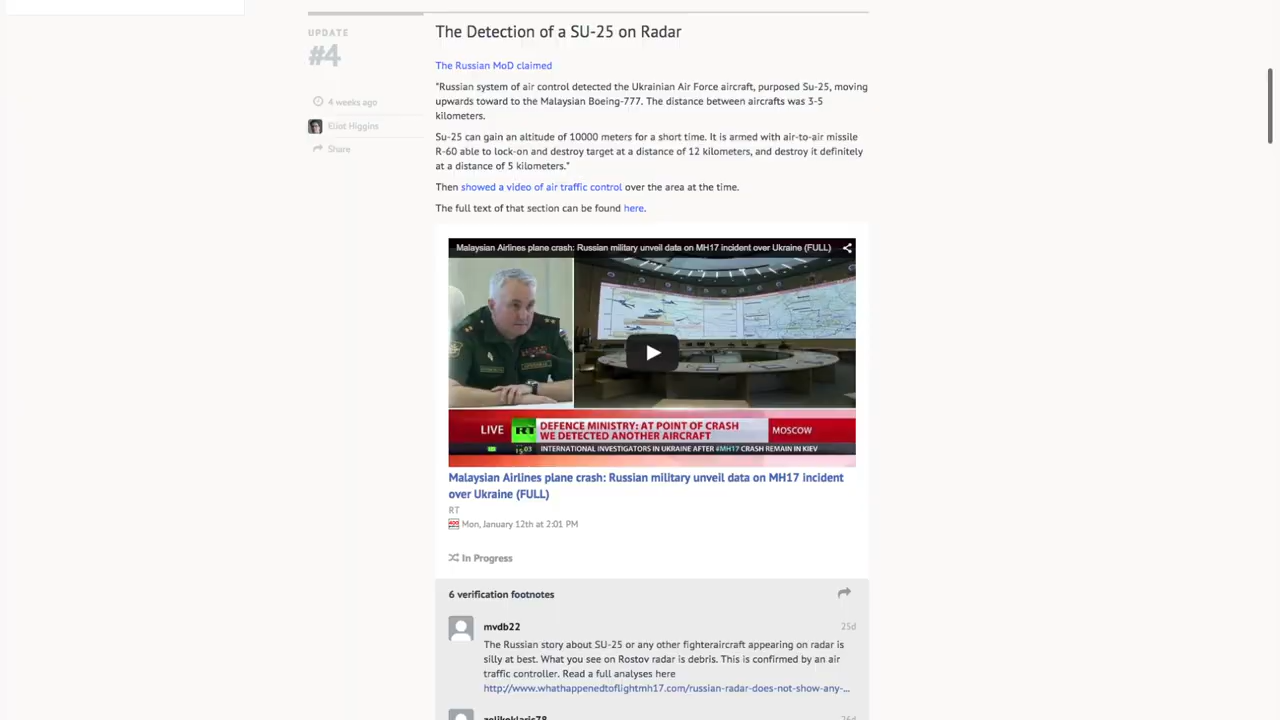 UPDATE
#4
4 weeks ago
Eliot Higgins
Share
The Detection of a SU-25 on Radar
The Russian MoD claimed
"Russian system of air control detected the Ukrainian Air Force aircraft, purposed Su-25, moving
upwards toward to the Malaysian Boeing-777. The distance between aircrafts was 3-5
kilometers.
Su-25 can gain an altitude of 10000 meters for a short time. It is armed with air-to-air missile
R-60 able to lock-on and destroy target at a distance of 12 kilometers, and destroy it definitely
at a distance of 5 kilometers."
Then showed a video of air traffic control over the area at the time.
The full text of that section can be found here.
Malaysian Airlines plane crash: Russian military unveil data on MH17 incident over Ukraine (FULL)
LIVE RT DEFENCE MINISTRY: AT POINT OF CRASH
WE DETECTED ANOTHER AIRCRAFT
MOSCOW
15:03 INTERNATIONAL INVESTIGATORS IN UKRAINE AFTER #MH17 CRASH REMAIN IN KIEV
Malaysian Airlines plane crash: Russian military unveil data on MH17 incident
over Ukraine (FULL)
RT
Mon, January 12th at 2:01 PM
In Progress
6 verification footnotes
mvdb22 25d
The Russian story about SU-25 or any other fighteraircraft appearing on radar is
silly at best. What you see on Rostov radar is debris. This is confirmed by an air
traffic controller. Read a full analyses here
http://www.whathappenedtoflightmh17.com/russian-radar-does-not-show-any-...